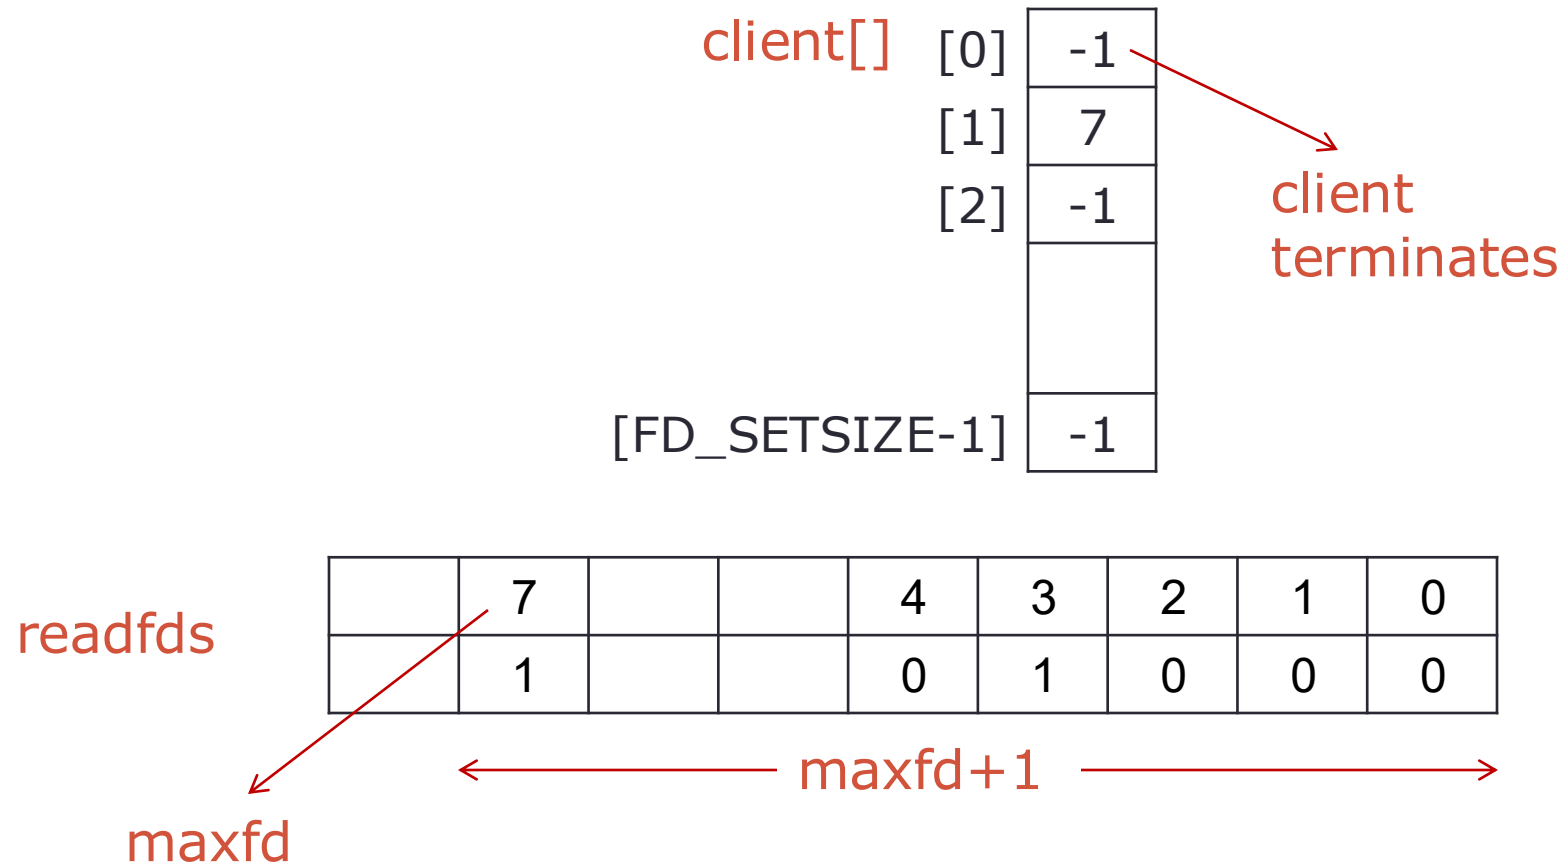 client[] [0] -1
[1] 7
[2] -1
client
terminates
[FD_SETSIZE-1] -1
7 4 3 2 1 0
readfds
1 0 1 0 0 0
maxfd+1
maxfd